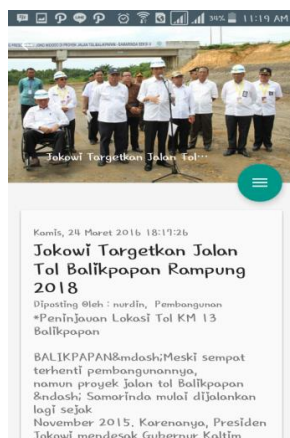 34% 11:19 AM
Jokowi Targetkan Jalan Tol...
Kamis, 24 Maret 2016 18:17:26
Jokowi Targetkan Jalan
Tol Balikpapan Rampung
2018
Diposting Oleh : nurdin, Pembangunan
*Peninjauan Lokasi Tol KM 13
Balikpapan
BALIKPAPAN&mdash;Meski sempat
terhenti pembangunannya,
namun proyek jalan tol Balikpapan
&ndash; Samarinda mulai dijalankan
lagi sejak
November 2015. Karenanya, Presiden
Jokowi mendesak Gubernur Kaltim